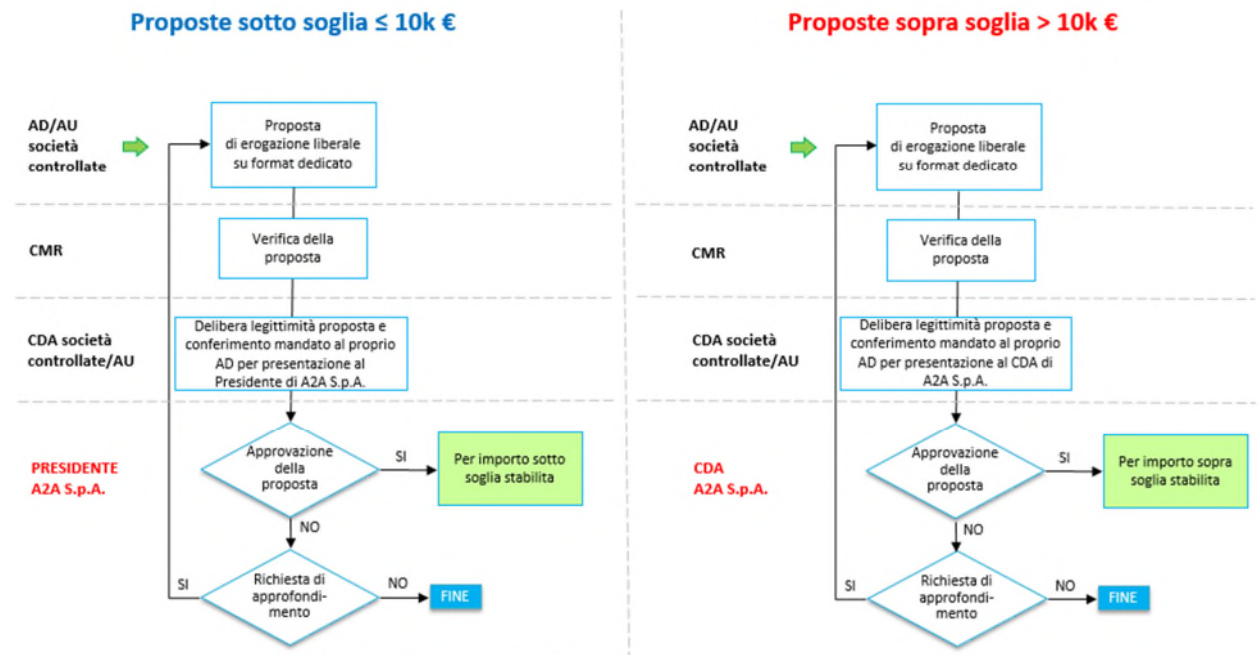 Proposte sotto soglia ≤ 10k €
AD/AU
società
controllate
Proposta
di erogazione liberale
su format dedicato
CMR
Verifica della
proposta
CDA società
controllate/AU
Delibera legittimità proposta e
conferimento mandato al proprio
AD per presentazione al
Presidente di A2A S.p.A.
PRESIDENTE
A2A S.p.A.
Approvazione
della
proposta
SI
Per importo sotto
soglia stabilita
NO
SI
Richiesta di
approfondi-
mento
NO
FINE
Proposte sopra soglia > 10k €
AD/AU
società
controllate
Proposta
di erogazione liberale
su format dedicato
CMR
Verifica della
proposta
CDA società
controllate/AU
Delibera legittimità proposta e
conferimento mandato al proprio
AD per presentazione al CDA di
A2A S.p.A.
CDA
A2A S.p.A.
Approvazione
della
proposta
SI
Per importo sopra
soglia stabilita
NO
SI
Richiesta di
approfondi-
mento
NO
FINE